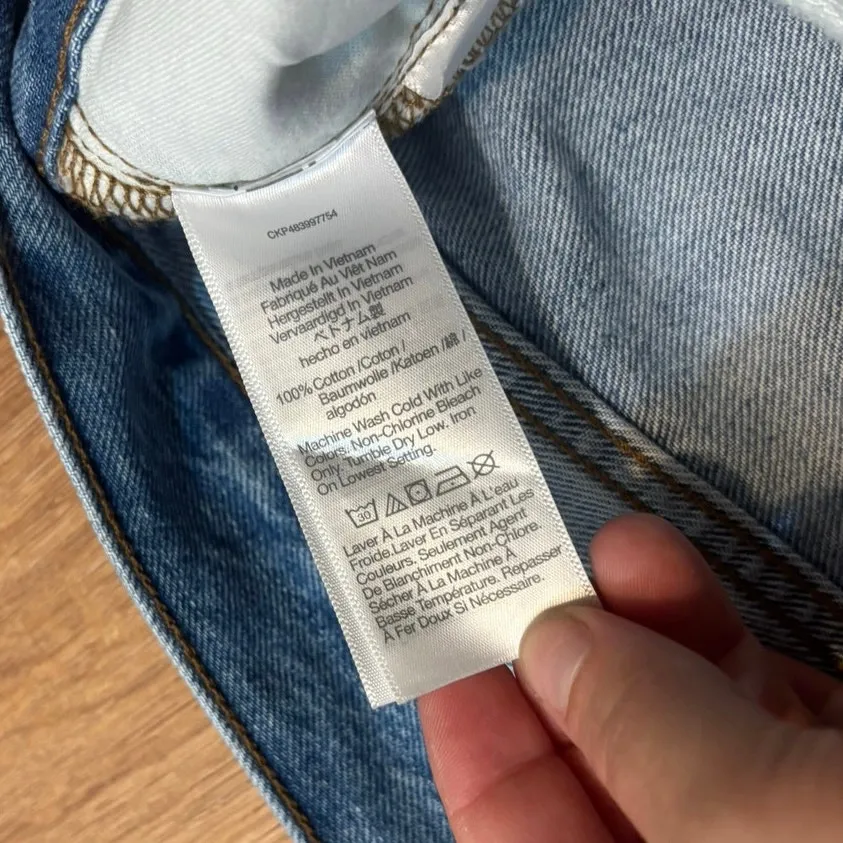 CKP483997754
Made In Vietnam
Fabriqué Au Viêt Nam
Hergestellt In Vietnam
Vervaardigd In Vietnam
ベトナム製
hecho en vietnam
100% Cotton /Coton /
Baumwolle /Katoen /綿 /
algodón
Machine Wash Cold With Like
Colors. Non-Chlorine Bleach
Only. Tumble Dry Low. Iron
On Lowest Setting.
30
Laver À La Machine À L'eau
Froide.Laver En Séparant Les
Couleurs. Seulement Agent
De Blanchiment Non-Chlore.
Sécher À La Machine À
Basse Température. Repasser
À Fer Doux Si Nécessaire.